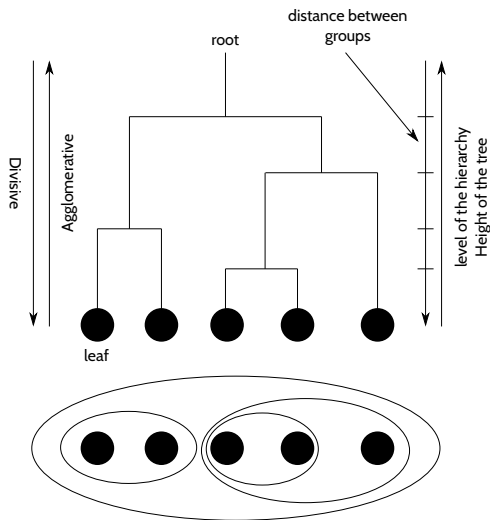 distance between
groups
root
Divisive
Agglomerative
level of the hierarchy
Height of the tree
leaf